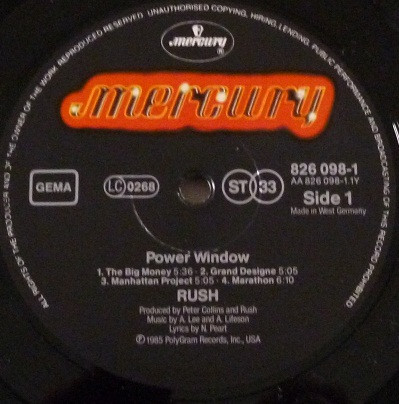 ALL RIGHTS OF THE PRODUCER AND OF THE OWNER OF THE WORK REPRODUCED RESERVED UNAUTHORISED COPYING, HIRING, LENDING, PUBLIC PERFORMANCE AND BROADCASTING OF THIS RECORD PROHIBITED
mercury
®
mercury
GEMA
LC 0268
ST 33
826 098-1
AA 826 098-1.1Y
Side 1
Made in West Germany
Power Window
1. The Big Money 5:36 · 2. Grand Designe 5:05
3. Manhattan Project 5:05 · 4. Marathon 6:10
RUSH
Produced by Peter Collins and Rush
Music by A. Lee and A. Lifeson
Lyrics by N. Peart
Ⓟ 1985 PolyGram Records, Inc., USA